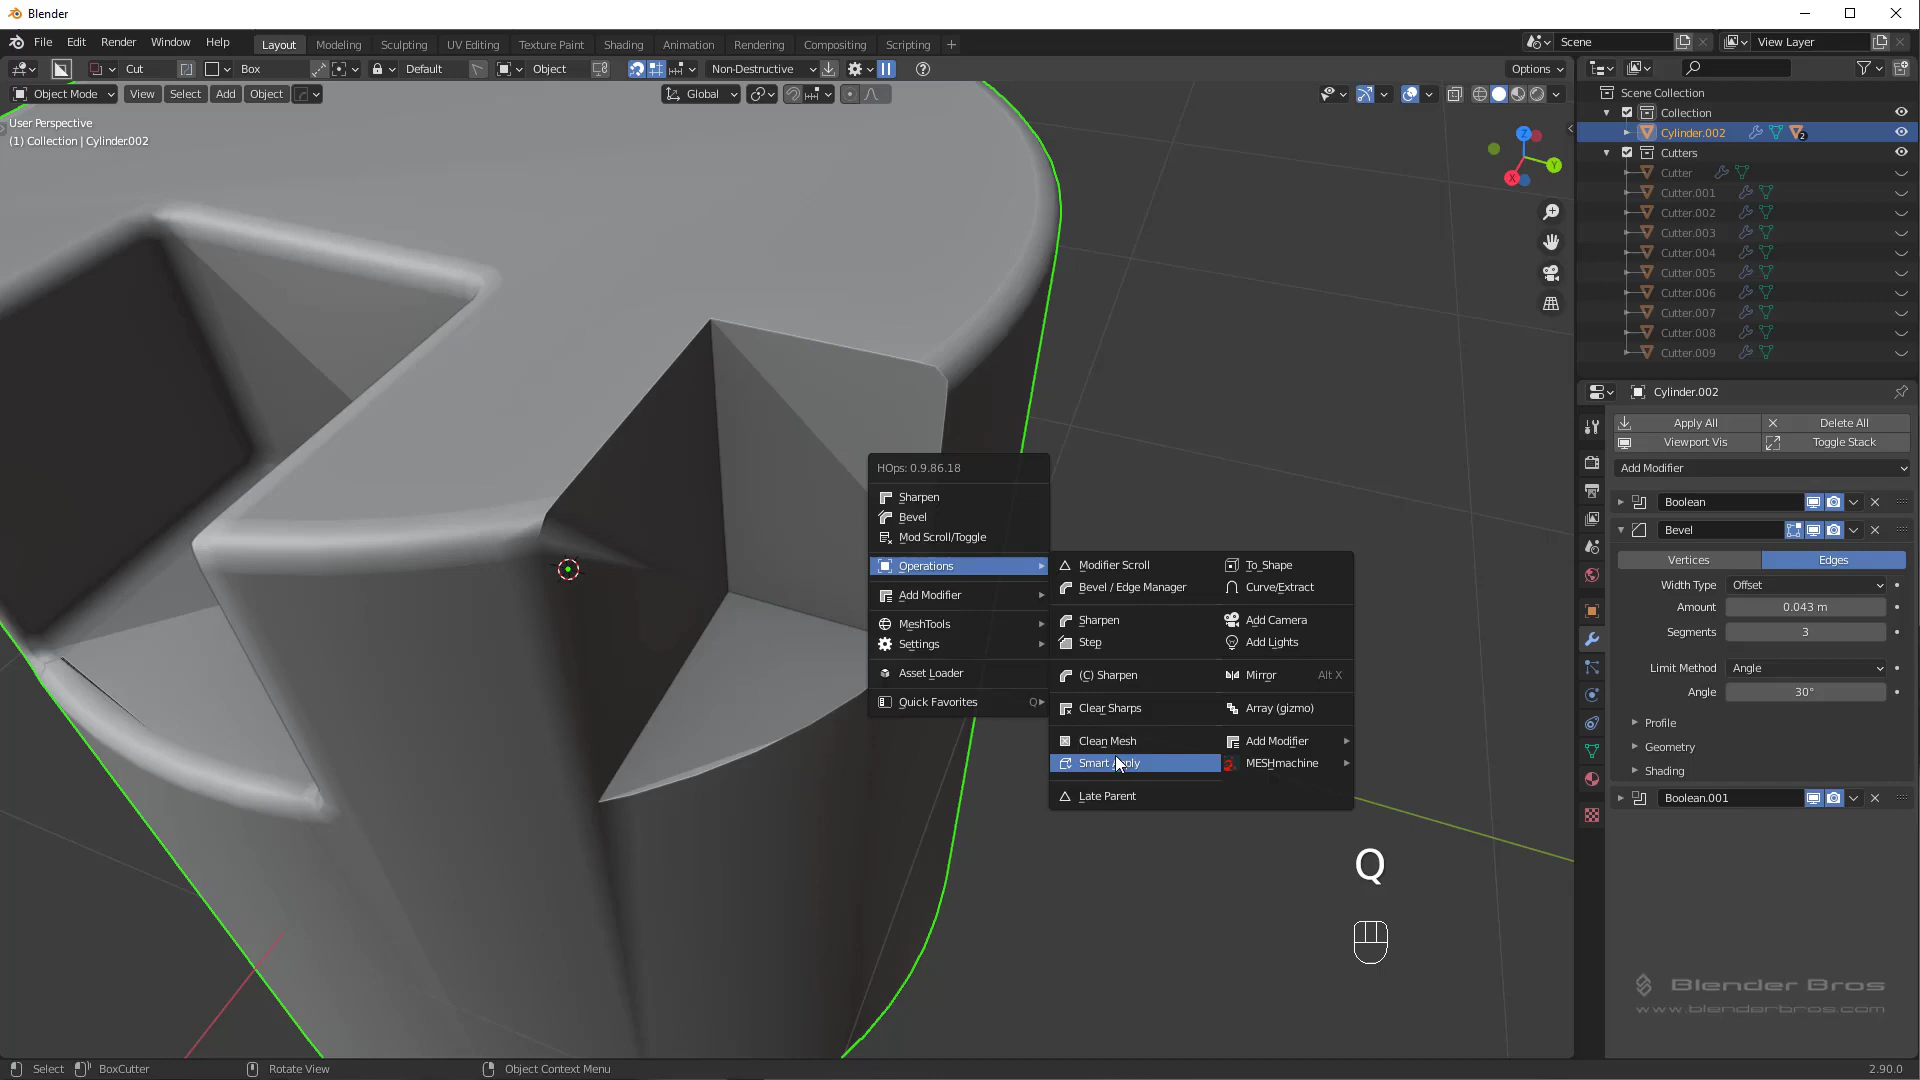 Blender
File Edit Render Window Help
Layout Modeling Sculpting UV Editing Texture Paint Shading Animation Rendering Compositing Scripting +
Scene
View Layer
Cut
Box
Default
Object
Non-Destructive
Options
Object Mode
View Select Add Object
Global
User Perspective
(1) Collection | Cylinder.002
Z
Y
X
HOps: 0.9.86.18
Sharpen
Bevel
Mod Scroll/Toggle
Operations
Add Modifier
MeshTools
Settings
Asset Loader
Quick Favorites Q
Modifier Scroll
Bevel / Edge Manager
Sharpen
Step
(C) Sharpen
Clear Sharps
Clean Mesh
Smart Apply
Late Parent
To_Shape
Curve/Extract
Add Camera
Add Lights
Mirror Alt X
Array (gizmo)
Add Modifier
MESHmachine
Q
Scene Collection
Collection
Cylinder.002
2
Cutters
Cutter
Cutter.001
Cutter.002
Cutter.003
Cutter.004
Cutter.005
Cutter.006
Cutter.007
Cutter.008
Cutter.009
Cylinder.002
Apply All
Delete All
Viewport Vis
Toggle Stack
Add Modifier
Boolean
Bevel
Vertices
Edges
Width Type Offset
Amount 0.043 m
Segments 3
Limit Method Angle
Angle 30°
Profile
Geometry
Shading
Boolean.001
Blender Bros
www.blenderbros.com
Select
BoxCutter
Rotate View
Object Context Menu
2.90.0